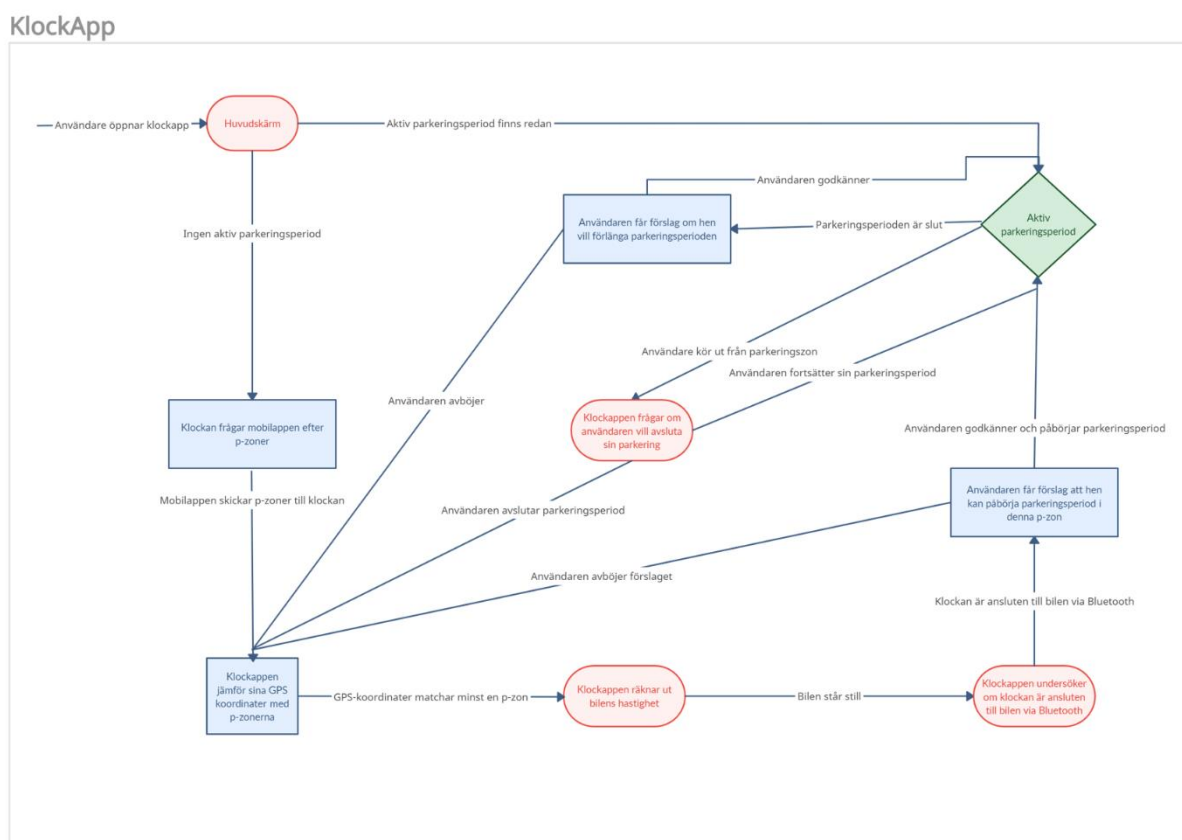 KlockApp
Användare öppnar klockapp
Huvudskärm
Aktiv parkeringsperiod finns redan
Användaren godkänner
Användaren får förslag om hen
vill förlänga parkeringsperioden
Parkeringsperioden är slut
Aktiv
parkeringsperiod
Ingen aktiv parkeringsperiod
Användare kör ut från parkeringszon
Användaren fortsätter sin parkeringsperiod
Användaren avböjer
Klockappen frågar om
användaren vill avsluta
sin parkering
Klockan frågar mobilappen efter
p-zoner
Användaren godkänner och påbörjar parkeringsperiod
Mobilappen skickar p-zoner till klockan
Användaren avslutar parkeringsperiod
Användaren får förslag att hen
kan påbörja parkeringsperiod i
denna p-zon
Användaren avböjer förslaget
Klockan är ansluten till bilen via Bluetooth
Klockappen
jämför sina GPS
koordinater med
p-zonerna
GPS-koordinater matchar minst en p-zon
Klockappen räknar ut
bilens hastighet
Bilen står still
Klockappen undersöker
om klockan är ansluten
till bilen via Bluetooth